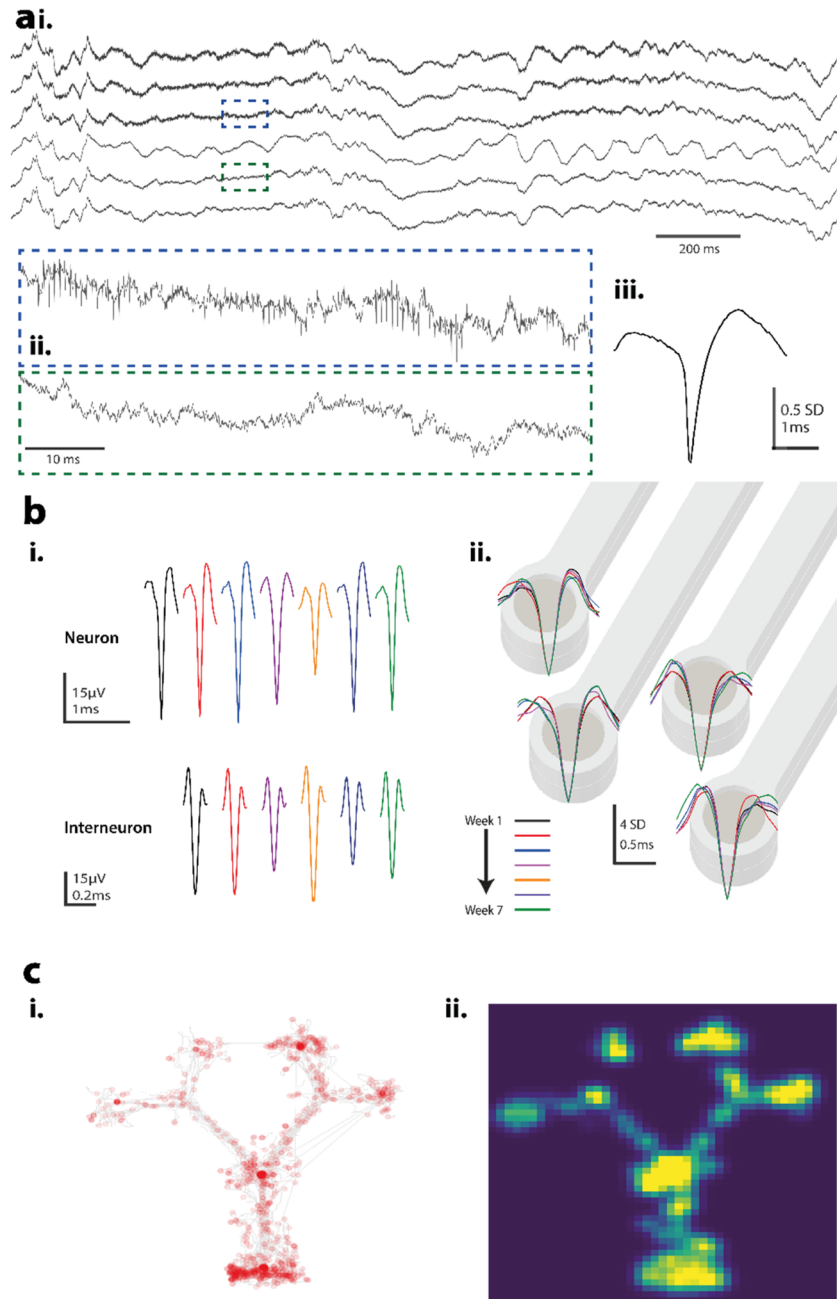 ai.
200 ms
ii.
10 ms
iii.
0.5 SD
1ms
b
i.
Neuron
15µV
1ms
Interneuron
15µV
0.2ms
ii.
Week 1
Week 7
4 SD
0.5ms
c
i.
ii.